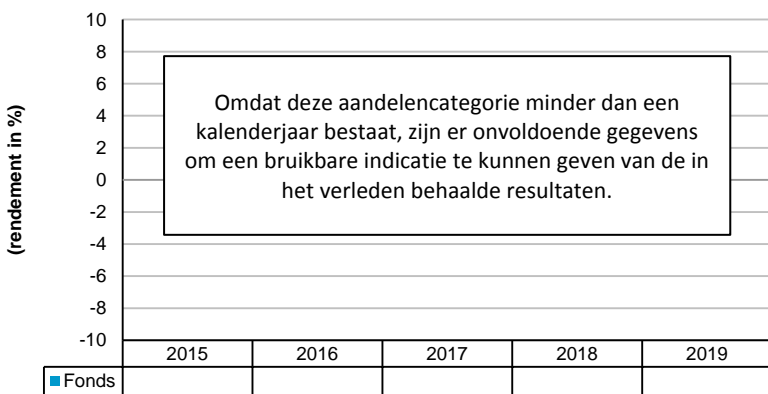 (rendement in %)
10
8
6
4
2
0
-2
-4
-6
-8
-10
Omdat deze aandelencategorie minder dan een
kalenderjaar bestaat, zijn er onvoldoende gegevens
om een bruikbare indicatie te kunnen geven van de in
het verleden behaalde resultaten.
2015 2016 2017 2018 2019
Fonds